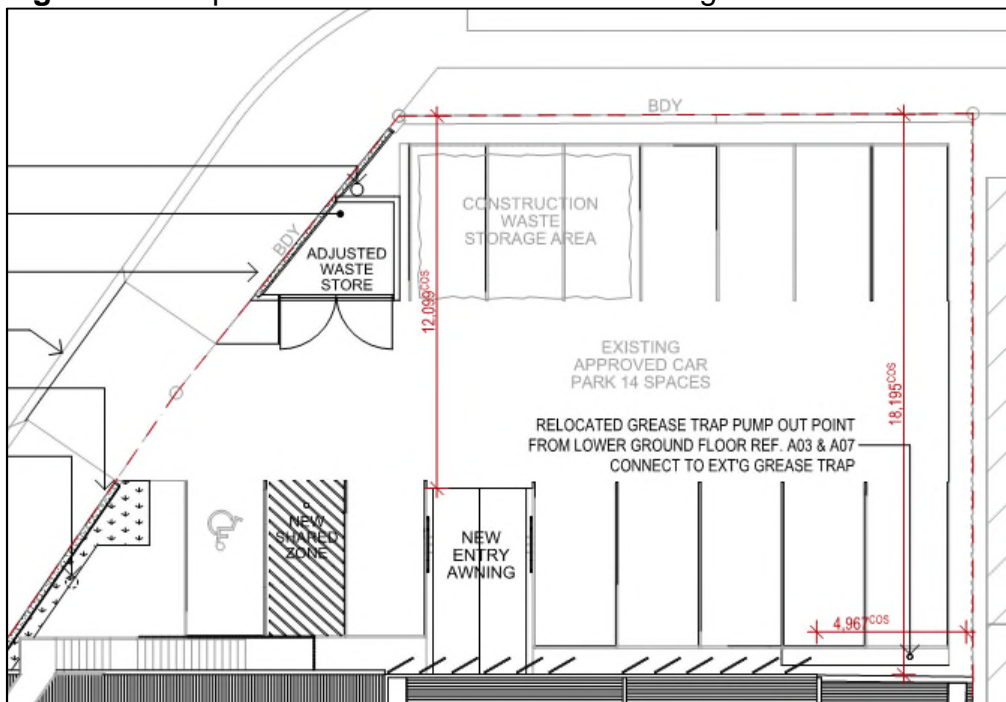 BDY
CONSTRUCTION
WASTE
STORAGE AREA
BDY
ADJUSTED
WASTE
STORE
12,099COS
EXISTING
APPROVED CAR
PARK 14 SPACES
18,195COS
RELOCATED GREASE TRAP PUMP OUT POINT
FROM LOWER GROUND FLOOR REF. A03 & A07
CONNECT TO EXT'G GREASE TRAP
NEW
SHARED
ZONE
NEW
ENTRY
AWNING
4,967COS